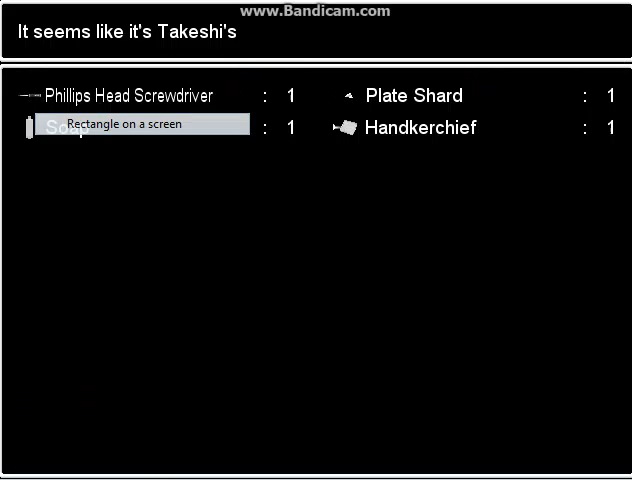 www.Bandicam.com
It seems like it's Takeshi's
Phillips Head Screwdriver : 1 Plate Shard : 1
Soap : 1 Handkerchief : 1
Rectangle on a screen